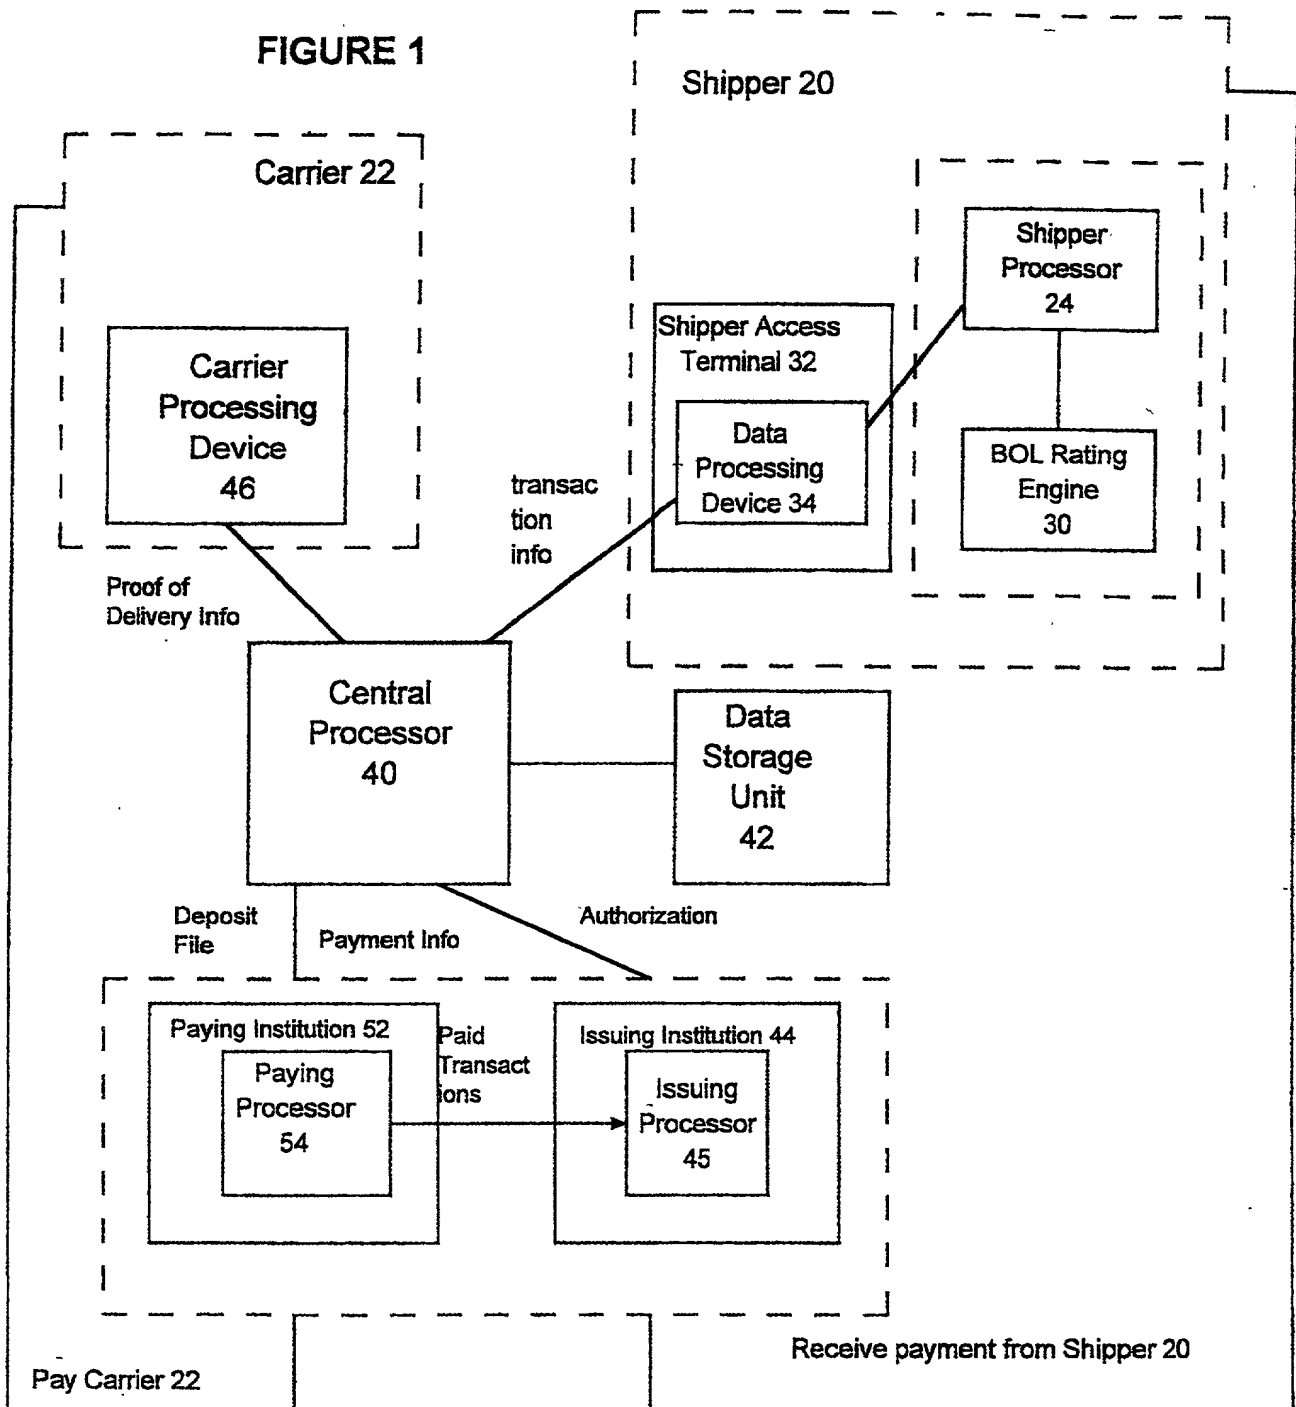 FIGURE 1
Shipper 20
Carrier 22
Shipper
Processor
24
Shipper Access
Terminal 32
Carrier
Processing
Device
46
Data
Processing
Device 34
BOL Rating
Engine
30
transac
tion
info
Proof of
Delivery Info
Central
Processor
40
Data
Storage
Unit
42
Deposit
File
Payment Info
Authorization
Paying Institution 52
Paid
Transact
ions
Issuing Institution 44
Paying
Processor
54
Issuing
Processor
45
Receive payment from Shipper 20
Pay Carrier 22